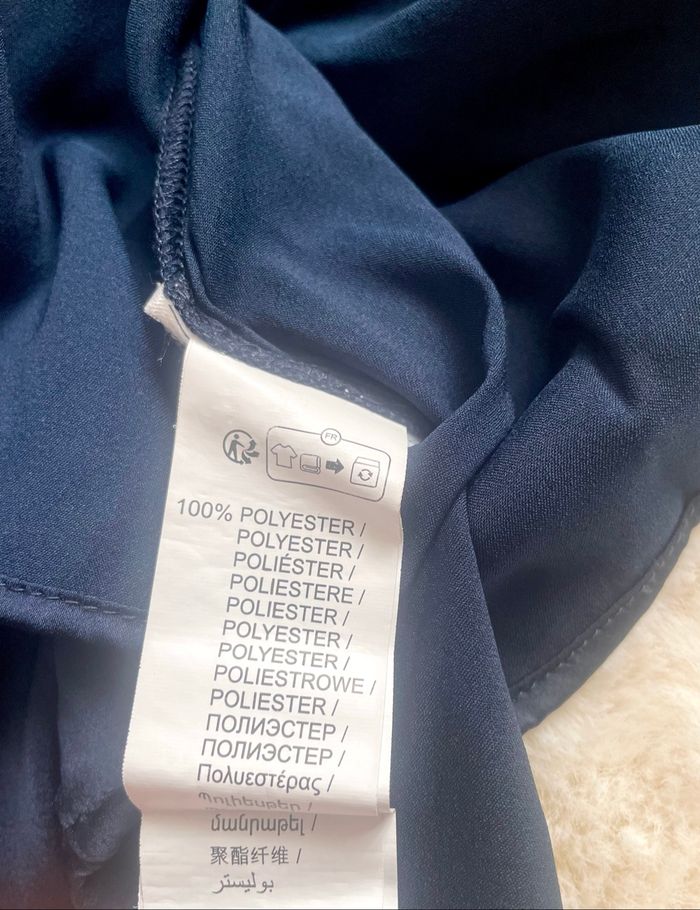 FR
100% POLYESTER /
POLYESTER /
POLIÉSTER /
POLIESTERE /
POLIESTER /
POLYESTER /
POLYESTER /
POLIESTROWE /
POLIESTER /
ПОЛИЭСТЕР /
ПОЛИЭСТЕР /
Πολυεστέρας /
Պոլիեսթեր /
մանրաթել /
聚酯纤维 /
بوليستر